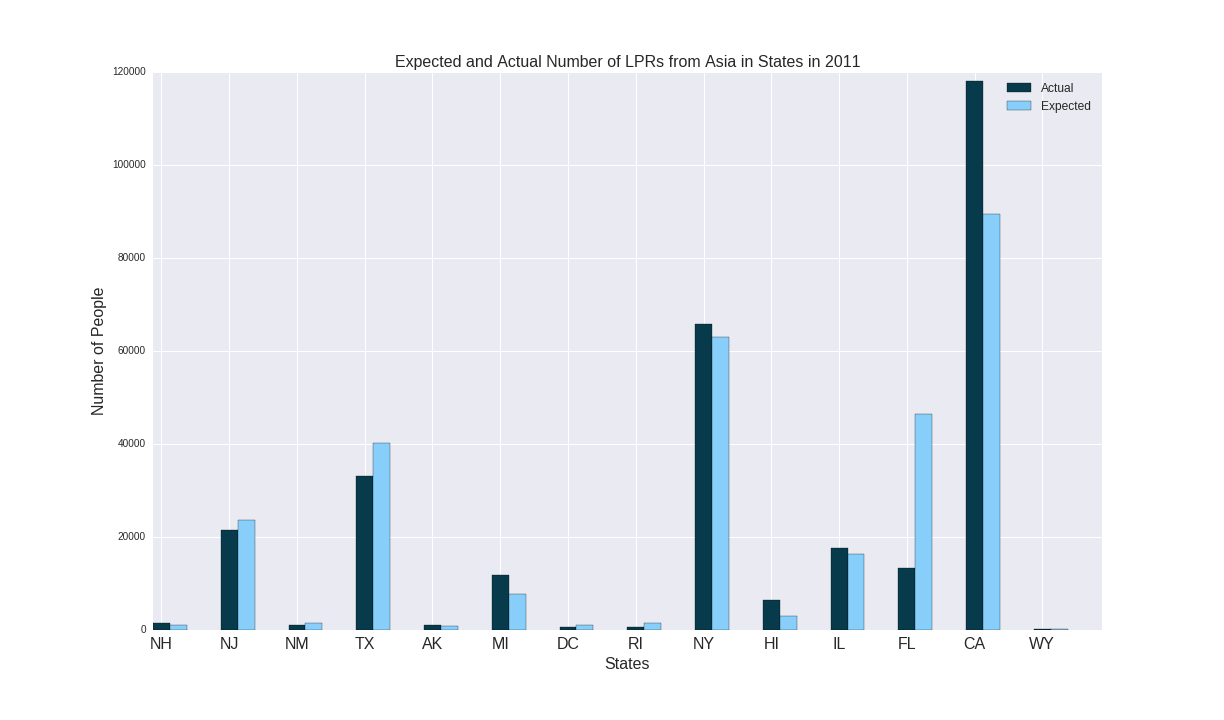 Expected and Actual Number of LPRs from Asia in States in 2011
120000
Actual
Expected
100000
80000
60000
40000
20000
0
Number of People
NH NJ NM TX AK MI DC RI NY HI IL FL CA WY
States